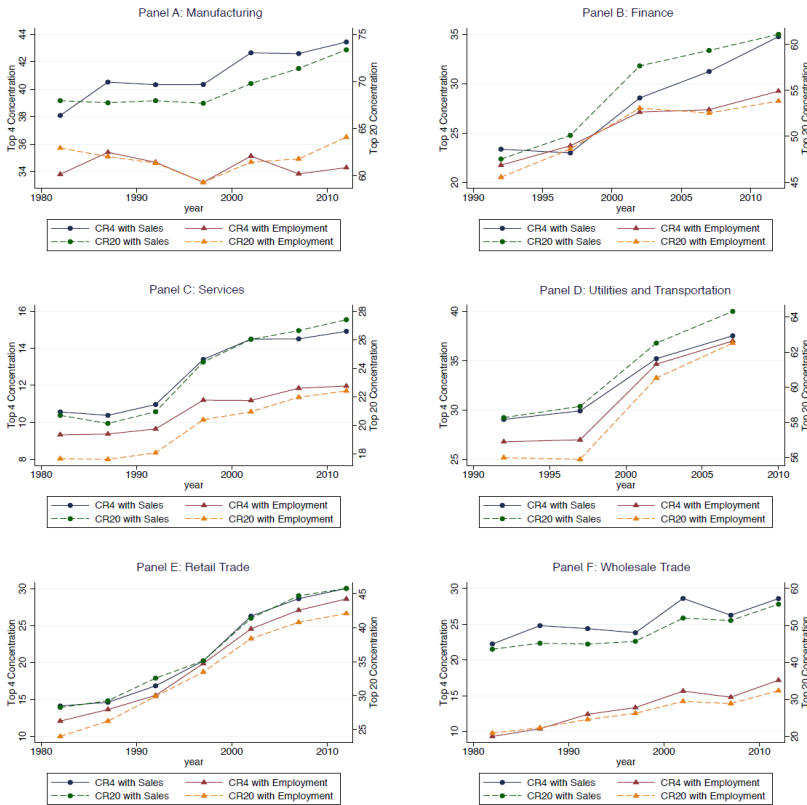 Panel A: Manufacturing
Top 4 Concentration
44
42
40
38
36
34
75
70
65
60
Top 20 Concentration
1980 1990 2000 2010
year
CR4 with Sales CR4 with Employment
CR20 with Sales CR20 with Employment
Panel B: Finance
Top 4 Concentration
35
30
25
20
60
55
50
45
Top 20 Concentration
1990 1995 2000 2005 2010
year
CR4 with Sales CR4 with Employment
CR20 with Sales CR20 with Employment
Panel C: Services
Top 4 Concentration
16
14
12
10
8
28
26
24
22
20
18
Top 20 Concentration
1980 1990 2000 2010
year
CR4 with Sales CR4 with Employment
CR20 with Sales CR20 with Employment
Panel D: Utilities and Transportation
Top 4 Concentration
40
35
30
25
64
62
60
58
56
Top 20 Concentration
1990 1995 2000 2005 2010
year
CR4 with Sales CR4 with Employment
CR20 with Sales CR20 with Employment
Panel E: Retail Trade
Top 4 Concentration
30
25
20
15
10
45
40
35
30
25
Top 20 Concentration
1980 1990 2000 2010
year
CR4 with Sales CR4 with Employment
CR20 with Sales CR20 with Employment
Panel F: Wholesale Trade
Top 4 Concentration
30
25
20
15
10
60
50
40
30
20
Top 20 Concentration
1980 1990 2000 2010
year
CR4 with Sales CR4 with Employment
CR20 with Sales CR20 with Employment